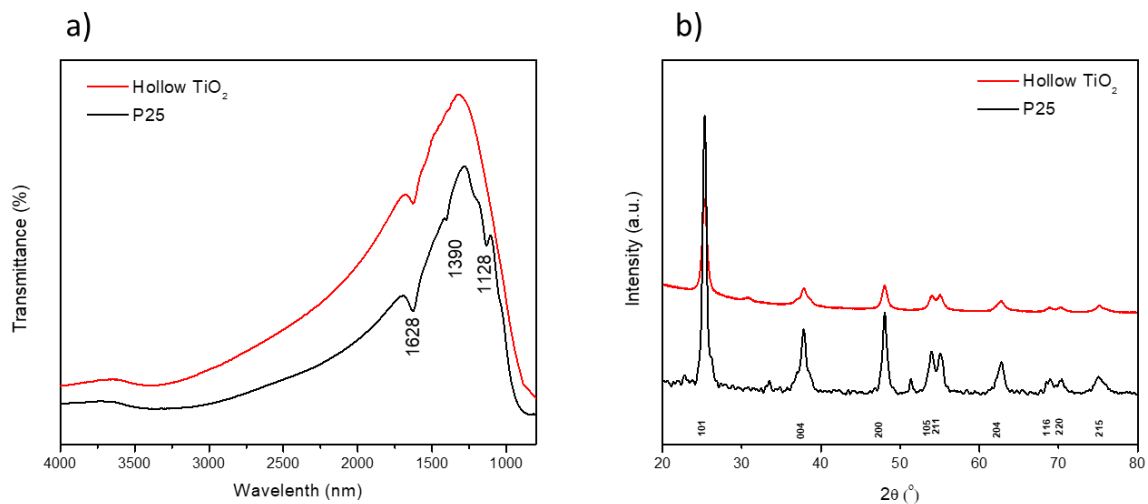 a)
Hollow TiO₂
P25
Transmittance (%)
1628
1390
1128
4000 3500 3000 2500 2000 1500 1000
Wavelenth (nm)
b)
Hollow TiO₂
P25
Intensity (a.u.)
101 004 200 105 211 204 116 220 215
20 30 40 50 60 70 80
2θ (°)